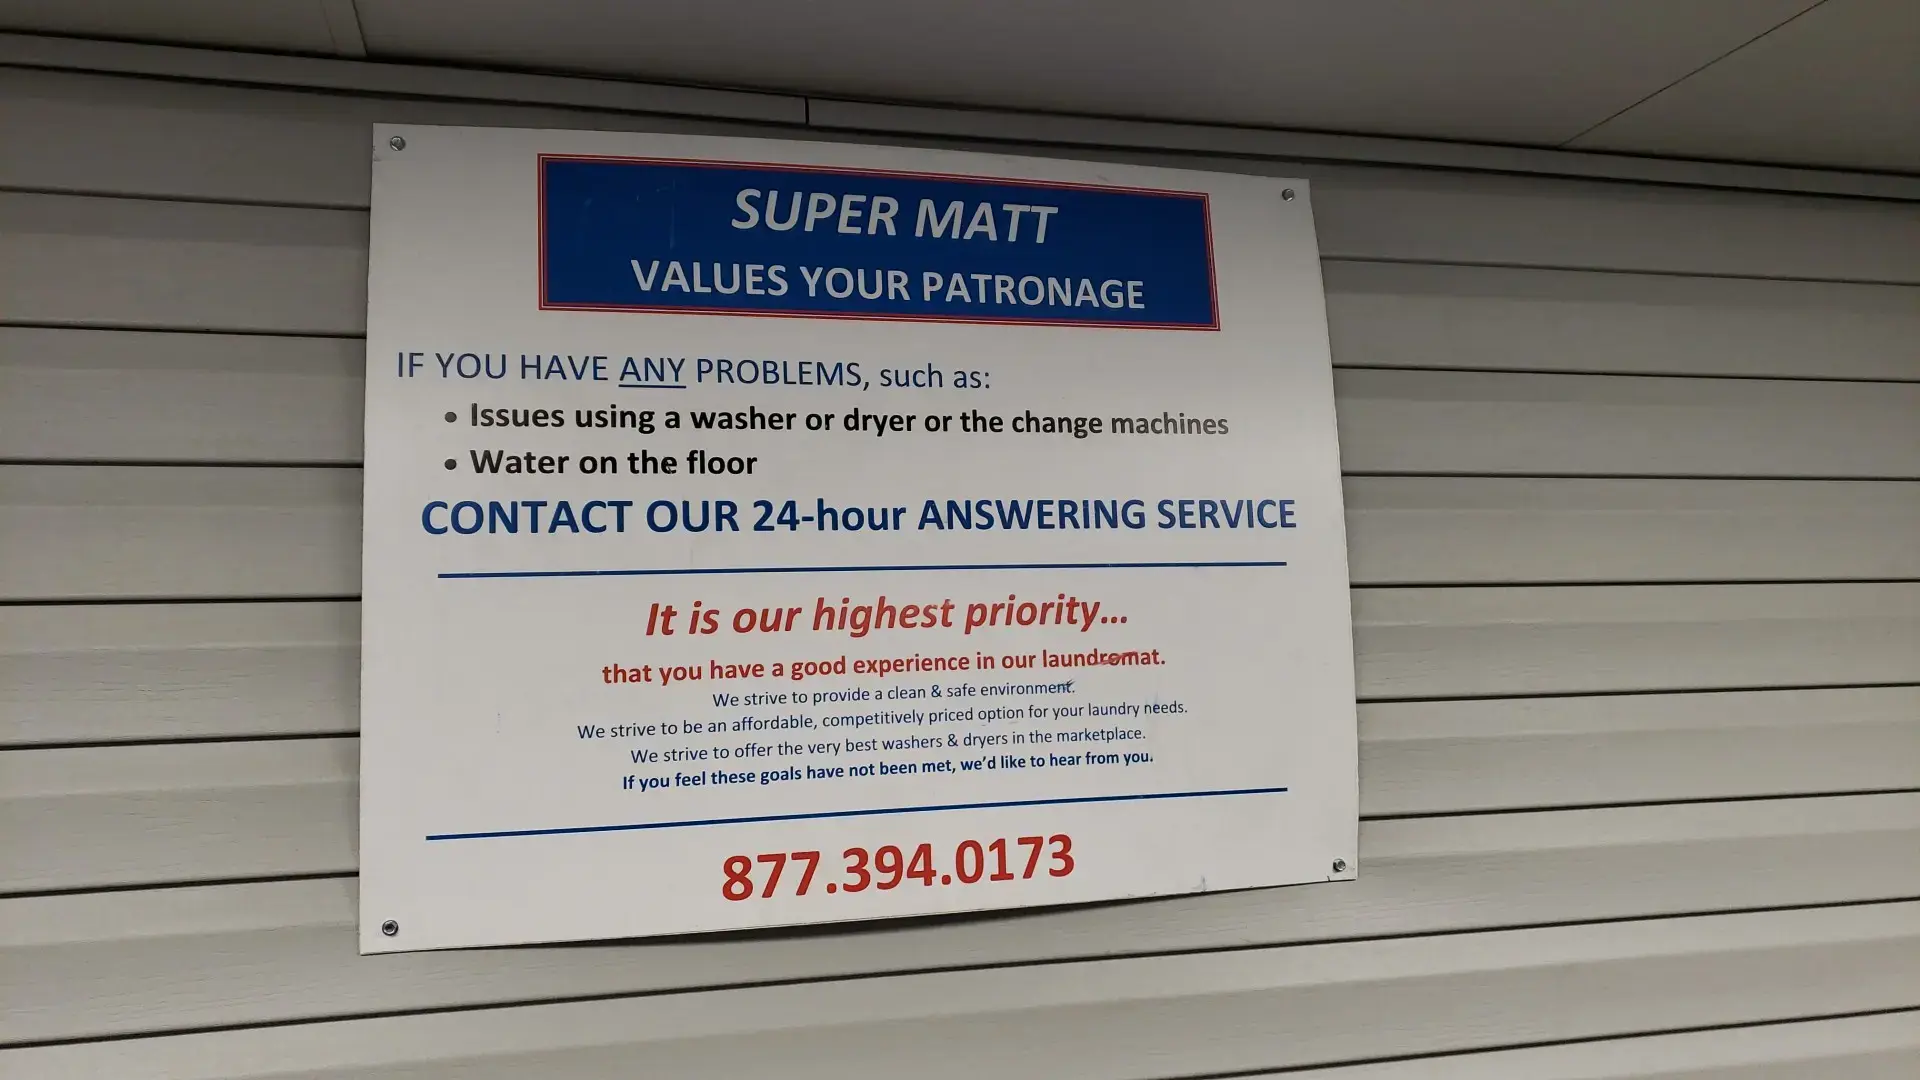 SUPER MATT
VALUES YOUR PATRONAGE
IF YOU HAVE ANY PROBLEMS, such as:
• Issues using a washer or dryer or the change machines
• Water on the floor
CONTACT OUR 24-hour ANSWERING SERVICE
It is our highest priority...
that you have a good experience in our laundromat.
We strive to provide a clean & safe environment.
We strive to be an affordable, competitively priced option for your laundry needs.
We strive to offer the very best washers & dryers in the marketplace.
If you feel these goals have not been met, we'd like to hear from you.
877.394.0173